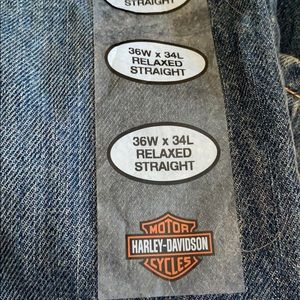 STRAIGHT
36W x 34L
RELAXED
STRAIGHT
36W x 34L
RELAXED
STRAIGHT
MOTOR
HARLEY-DAVIDSON
CYCLES